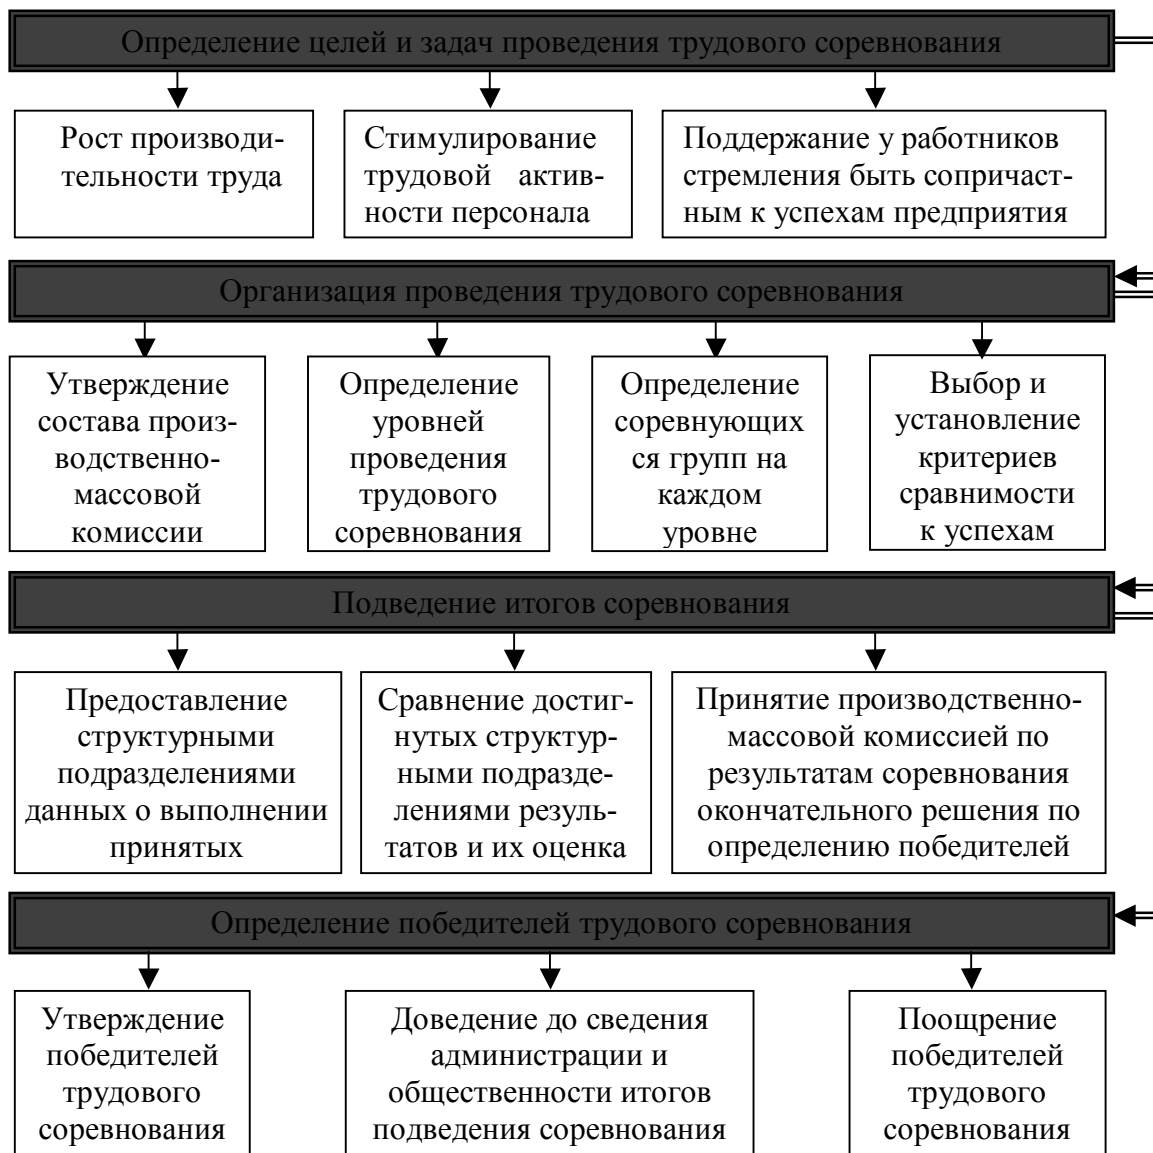 Определение целей и задач проведения трудового соревнования
Рост производи-
тельности труда
Стимулирование
трудовой актив-
ности персонала
Поддержание у работников
стремления быть сопричаст-
ным к успехам предприятия
Организация проведения трудового соревнования
Утверждение
состава произ-
водственно-
массовой
комиссии
Определение
уровней
проведения
трудового
соревнования
Определение
соревнующих
ся групп на
каждом
уровне
Выбор и
установление
критериев
сравнимости
к успехам
Подведение итогов соревнования
Предоставление
структурными
подразделениями
данных о выполнении
принятых
Сравнение достиг-
нутых структур-
ными подразде-
лениями резуль-
татов и их оценка
Принятие производственно-
массовой комиссией по
результатам соревнования
окончательного решения по
определению победителей
Определение победителей трудового соревнования
Утверждение
победителей
трудового
соревнования
Доведение до сведения
администрации и
общественности итогов
подведения соревнования
Поощрение
победителей
трудового
соревнования